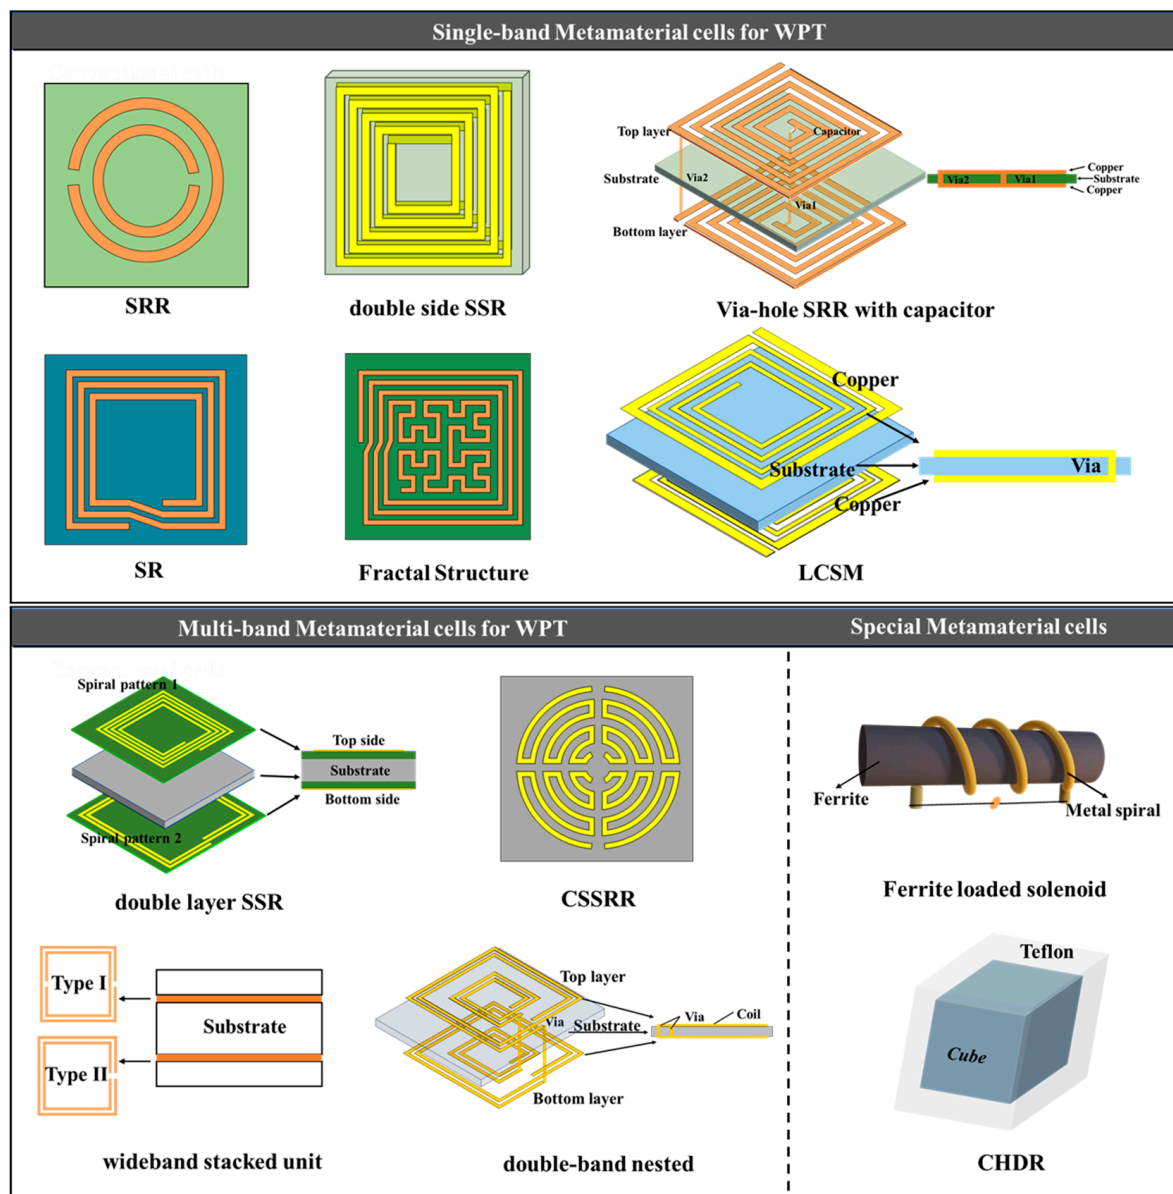 Single-band Metamaterial cells for WPT
SRR
double side SSR
Top layer
Capacitor
Substrate
Via2
Via1
Bottom layer
Copper
Via2
Via1
Substrate
Copper
Via-hole SRR with capacitor
SR
Fractal Structure
Copper
Substrate
Via
Copper
LCSM
Multi-band Metamaterial cells for WPT
Special Metamaterial cells
Spiral pattern 1
Spiral pattern 2
Top side
Substrate
Bottom side
double layer SSR
CSSRR
Ferrite
Metal spiral
Ferrite loaded solenoid
Type I
Type II
Substrate
wideband stacked unit
Top layer
Via
Substrate
Via
Coil
Bottom layer
double-band nested
Teflon
Cube
CHDR